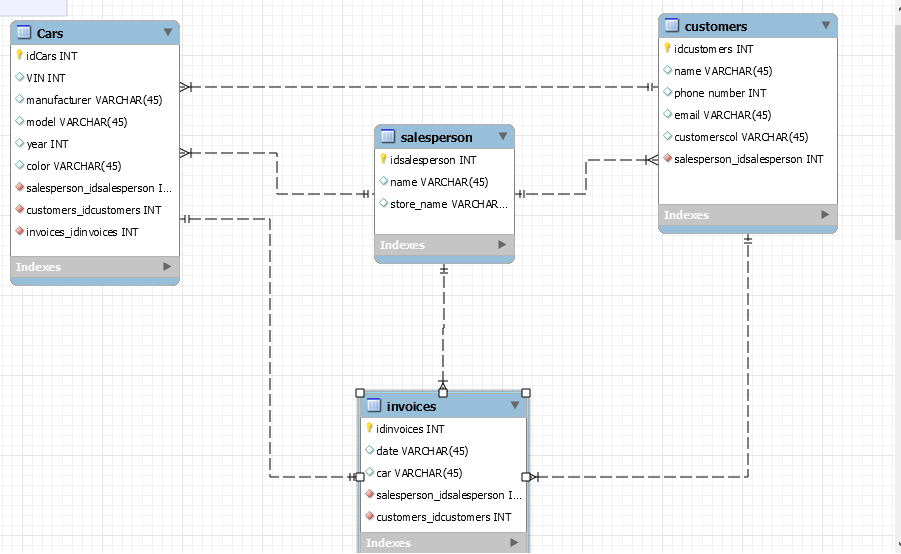 Cars
idCars INT
VIN INT
manufacturer VARCHAR(45)
model VARCHAR(45)
year INT
color VARCHAR(45)
salesperson_idsalesperson I...
customers_idcustomers INT
invoices_idinvoices INT
Indexes
salesperson
idsalesperson INT
name VARCHAR(45)
store_name VARCHAR...
Indexes
customers
idcustomers INT
name VARCHAR(45)
phone number INT
email VARCHAR(45)
customerscol VARCHAR(45)
salesperson_idsalesperson INT
Indexes
invoices
idinvoices INT
date VARCHAR(45)
car VARCHAR(45)
salesperson_idsalesperson I...
customers_idcustomers INT
Indexes